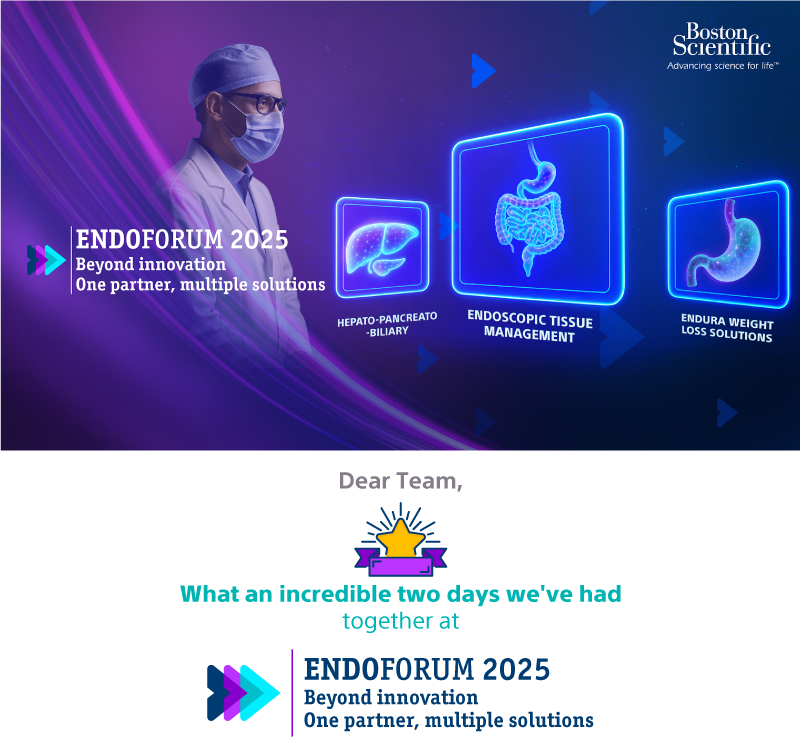 Boston
Scientific
Advancing science for life™
ENDOFORUM 2025
Beyond innovation
One partner, multiple solutions
HEPATO-PANCREATO
-BILIARY
ENDOSCOPIC TISSUE
MANAGEMENT
ENDURA WEIGHT
LOSS SOLUTIONS
Dear Team,
What an incredible two days we've had
together at
ENDOFORUM 2025
Beyond innovation
One partner, multiple solutions